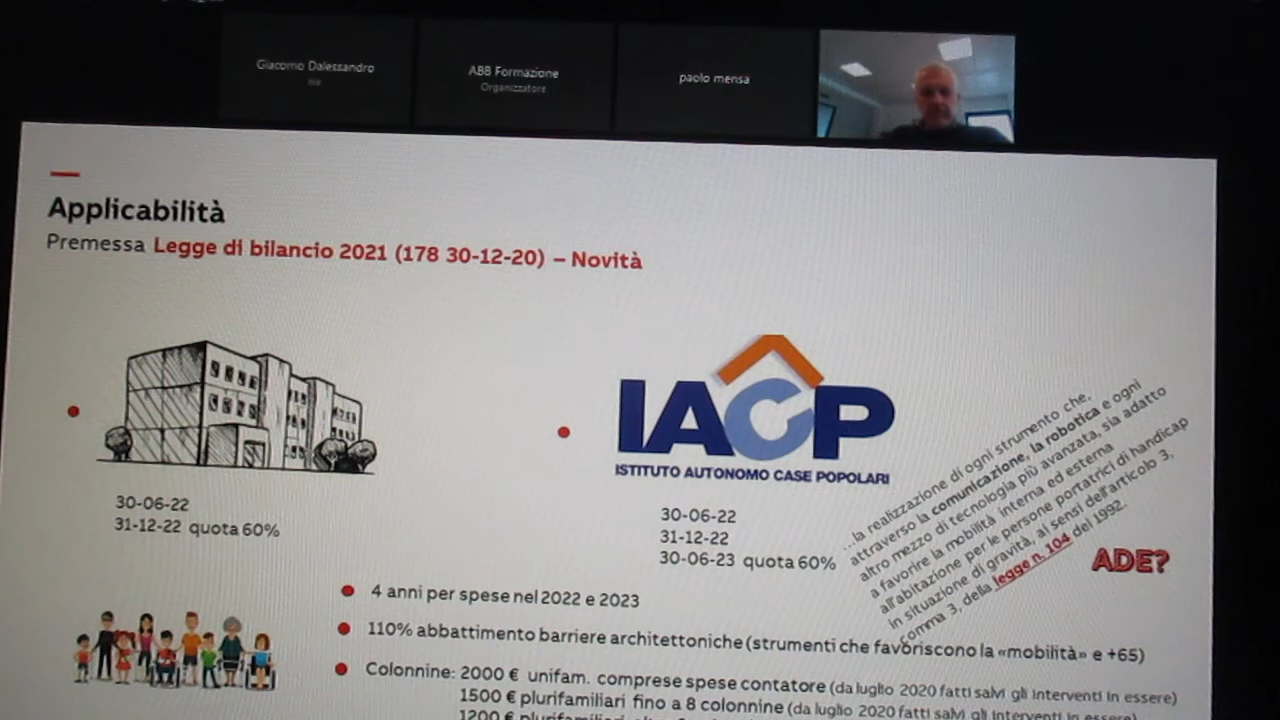 Giacomo Dalessandro
me
ABB Formazione
Organizzatore
paolo mensa
Applicabilità
Premessa Legge di bilancio 2021 (178 30-12-20) – Novità
IACP
ISTITUTO AUTONOMO CASE POPOLARI
30-06-22
31-12-22 quota 60%
30-06-22
31-12-22
30-06-23 quota 60%
...la realizzazione di ogni strumento che,
attraverso la comunicazione, la robotica e ogni
altro mezzo di tecnologia più avanzata, sia adatto
a favorire la mobilità interna ed esterna
all'abitazione per le persone portatrici di handicap
in situazione di gravità, ai sensi dell'articolo 3,
comma 3, della legge n. 104 del 1992.
ADE?
4 anni per spese nel 2022 e 2023
110% abbattimento barriere architettoniche (strumenti che favoriscono la «mobilità» e +65)
Colonnine: 2000 € unifam. comprese spese contatore (da luglio 2020 fatti salvi gli interventi in essere)
1500 € plurifamiliari fino a 8 colonnine (da luglio 2020 fatti salvi gli interventi in essere)
1200 € plurifamiliari